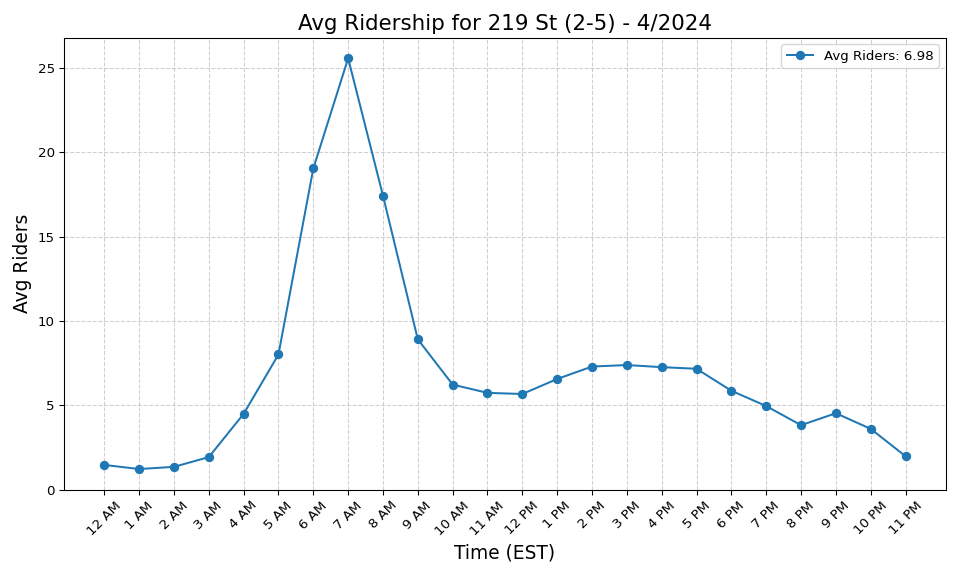 Avg Ridership for 219 St (2-5) - 4/2024
Avg Riders: 6.98
Avg Riders
25
20
15
10
5
0
12 AM
1 AM
2 AM
3 AM
4 AM
5 AM
6 AM
7 AM
8 AM
9 AM
10 AM
11 AM
12 PM
1 PM
2 PM
3 PM
4 PM
5 PM
6 PM
7 PM
8 PM
9 PM
10 PM
11 PM
Time (EST)